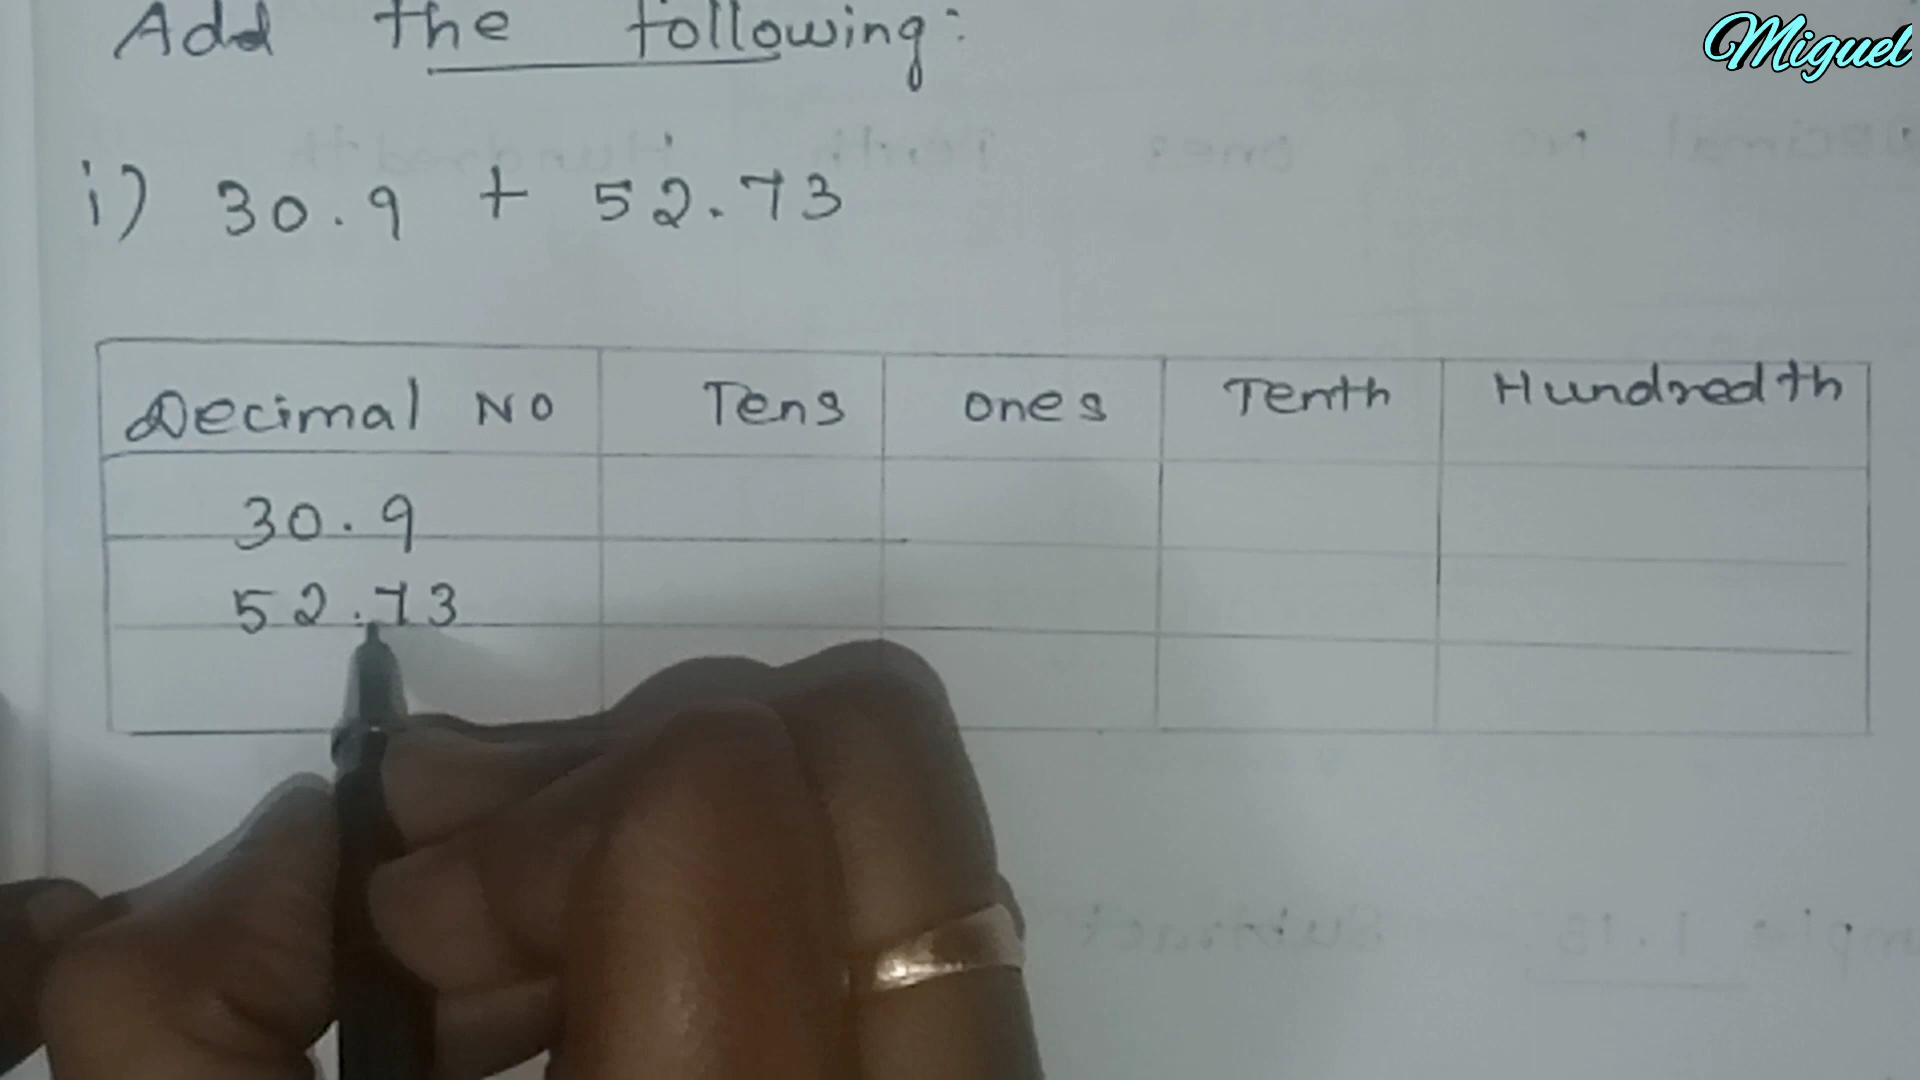 Miguel
Add the following:
i) 30.9 + 52.73
Decimal No Tens ones Tenth Hundredth
30.9
52.73